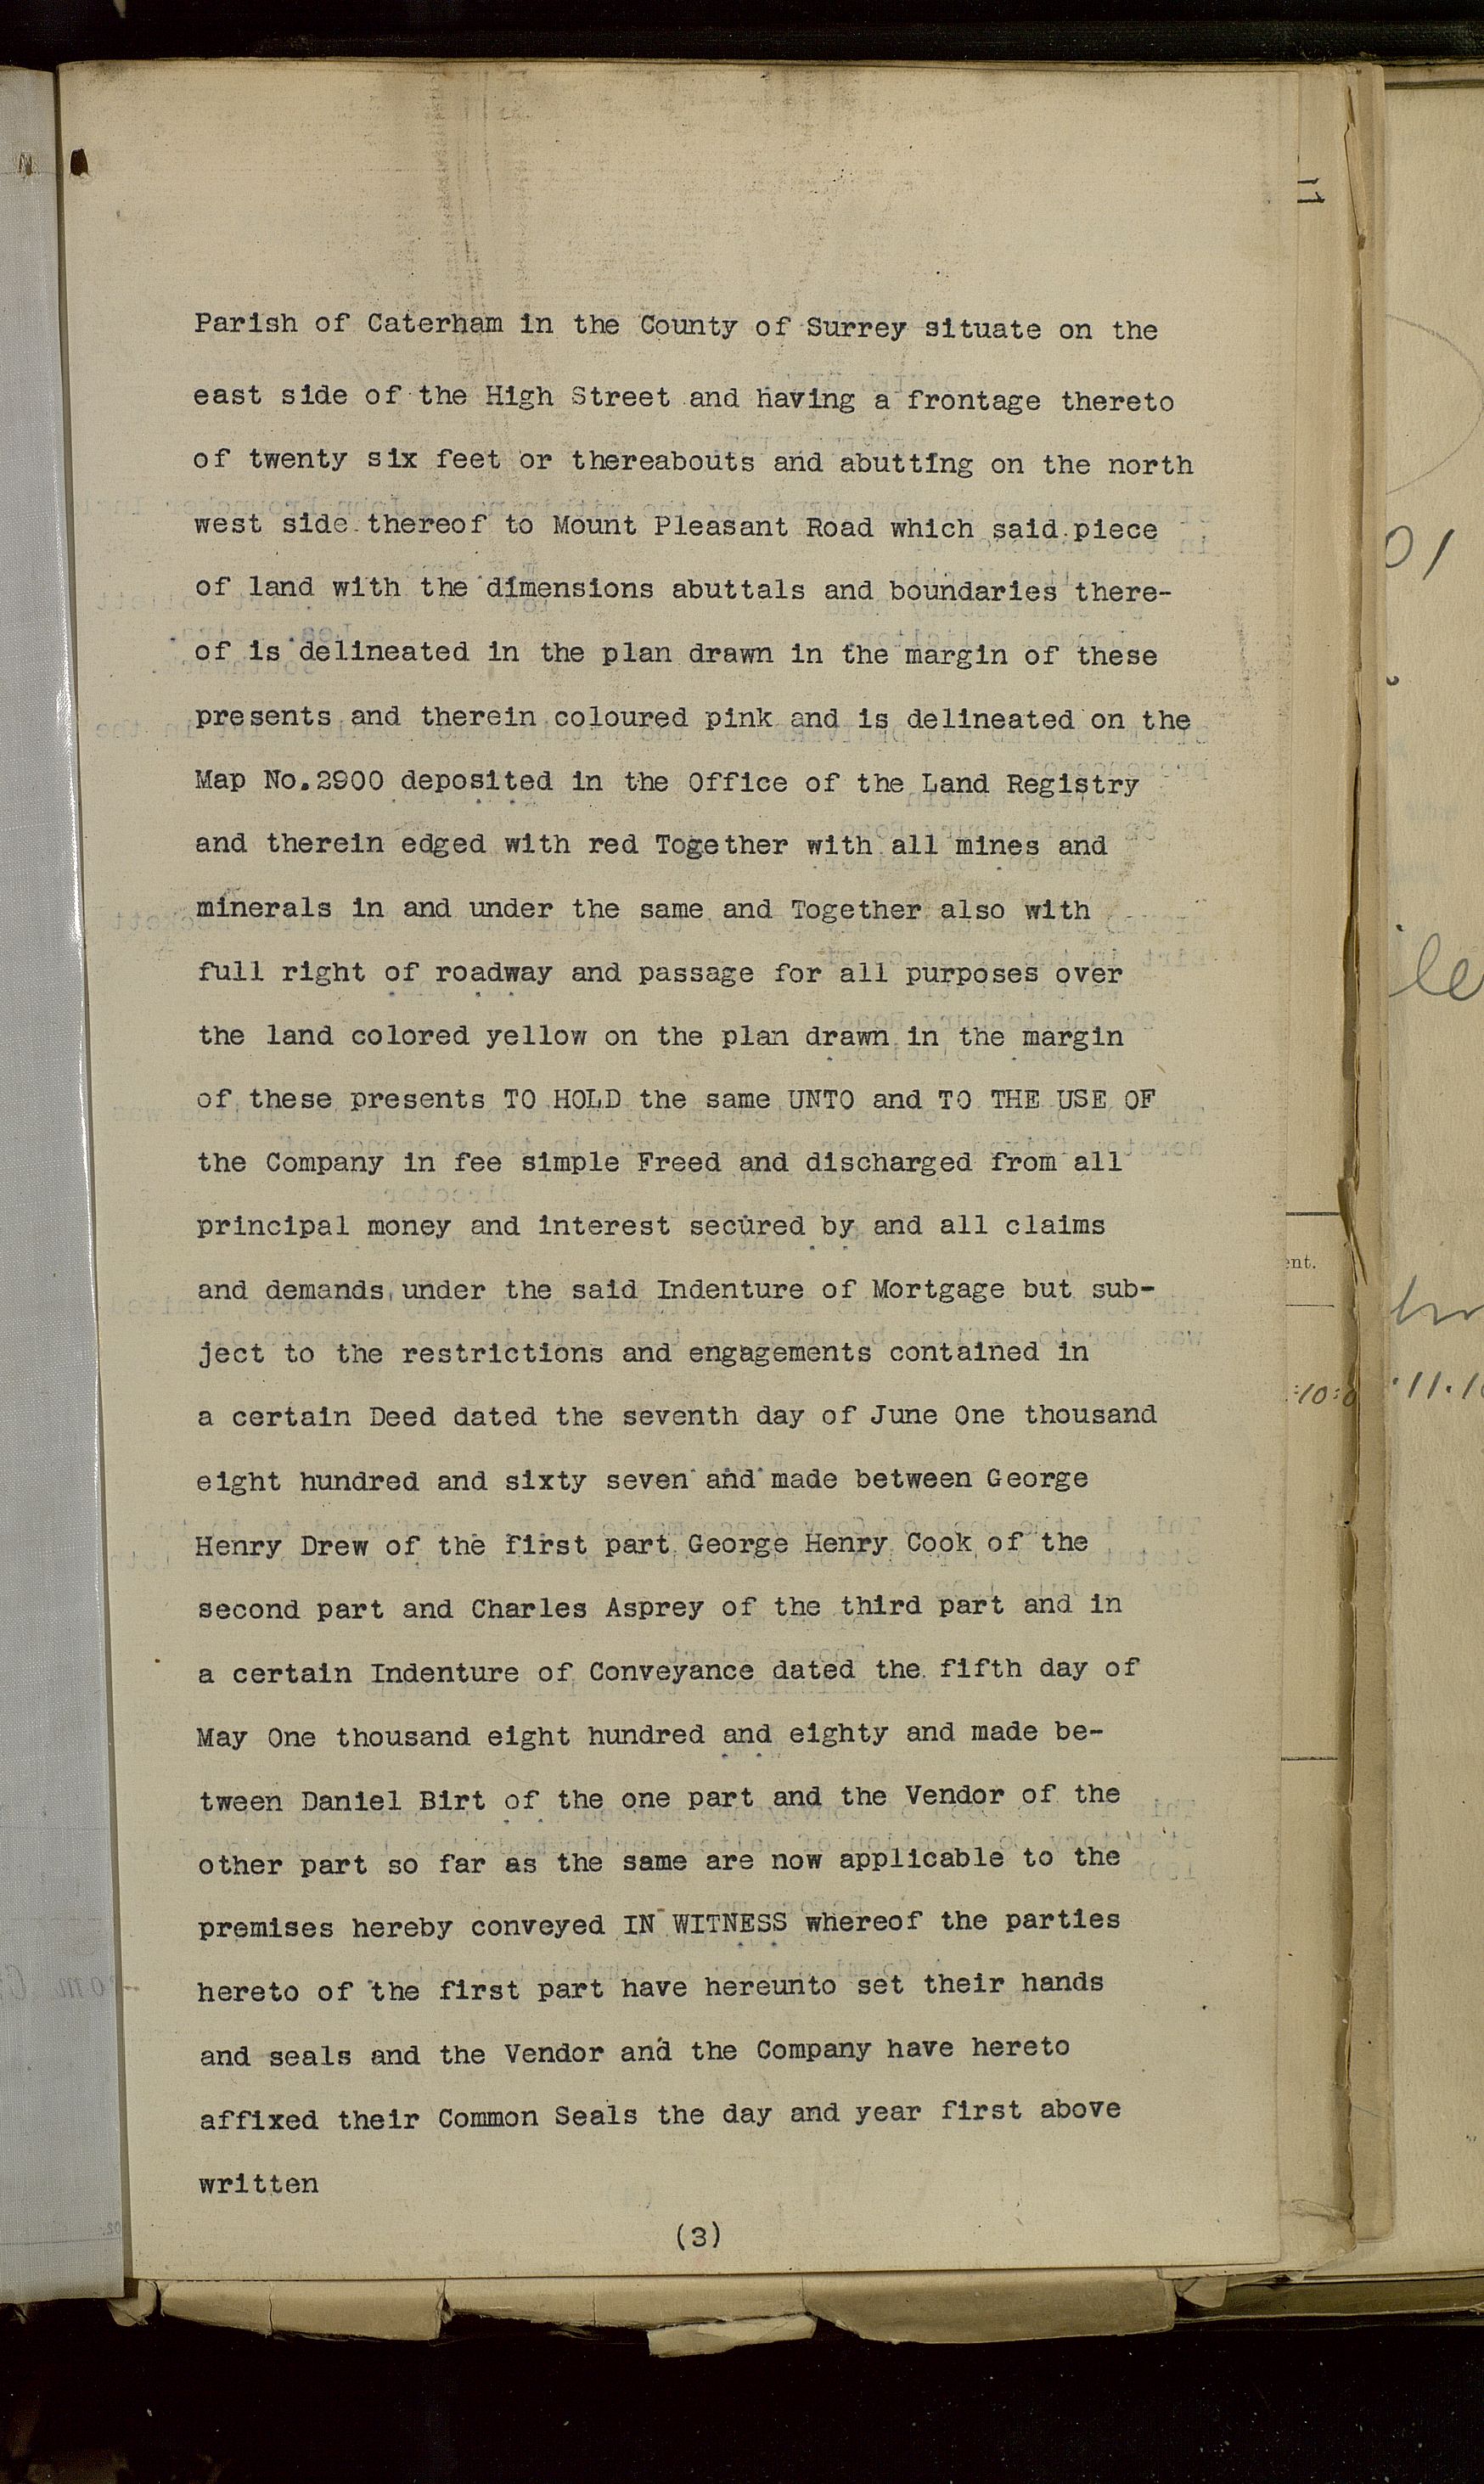 Parish of Caterham in the County of Surrey situate on the
east side of the High Street and having a frontage thereto
of twenty six feet or thereabouts and abutting on the north
west side thereof to Mount Pleasant Road which said piece
of land with the dimensions abuttals and boundaries there-
of is delineated in the plan drawn in the margin of these
presents and therein coloured pink and is delineated on the
Map No.2900 deposited in the Office of the Land Registry
and therein edged with red Together with all mines and
minerals in and under the same and Together also with
full right of roadway and passage for all purposes over
the land colored yellow on the plan drawn in the margin
of these presents TO HOLD the same UNTO and TO THE USE OF
the Company in fee simple Freed and discharged from all
principal money and interest secured by and all claims
and demands under the said Indenture of Mortgage but sub-
ject to the restrictions and engagements contained in
a certain Deed dated the seventh day of June One thousand
eight hundred and sixty seven and made between George
Henry Drew of the first part George Henry Cook of the
second part and Charles Asprey of the third part and in
a certain Indenture of Conveyance dated the fifth day of
May One thousand eight hundred and eighty and made be-
tween Daniel Birt of the one part and the Vendor of the
other part so far as the same are now applicable to the
premises hereby conveyed IN WITNESS whereof the parties
hereto of the first part have hereunto set their hands
and seals and the Vendor and the Company have hereto
affixed their Common Seals the day and year first above
written
(3)
ent.